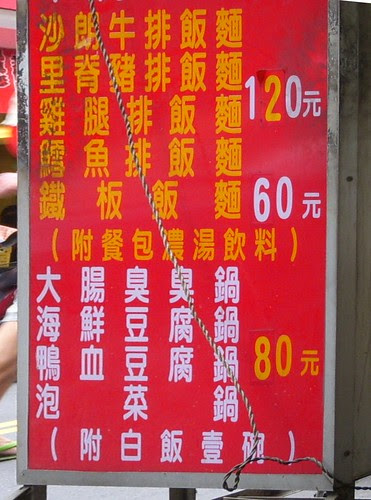 沙朗牛排飯麵
里脊豬排飯麵
雞腿排飯麵
鱈魚排飯麵
120元
鐵板飯麵
60元
(附餐包濃湯飲料)
大腸臭臭鍋
海鮮豆腐鍋
鴨血豆腐鍋
泡菜鍋
80元
(附白飯壹碗)